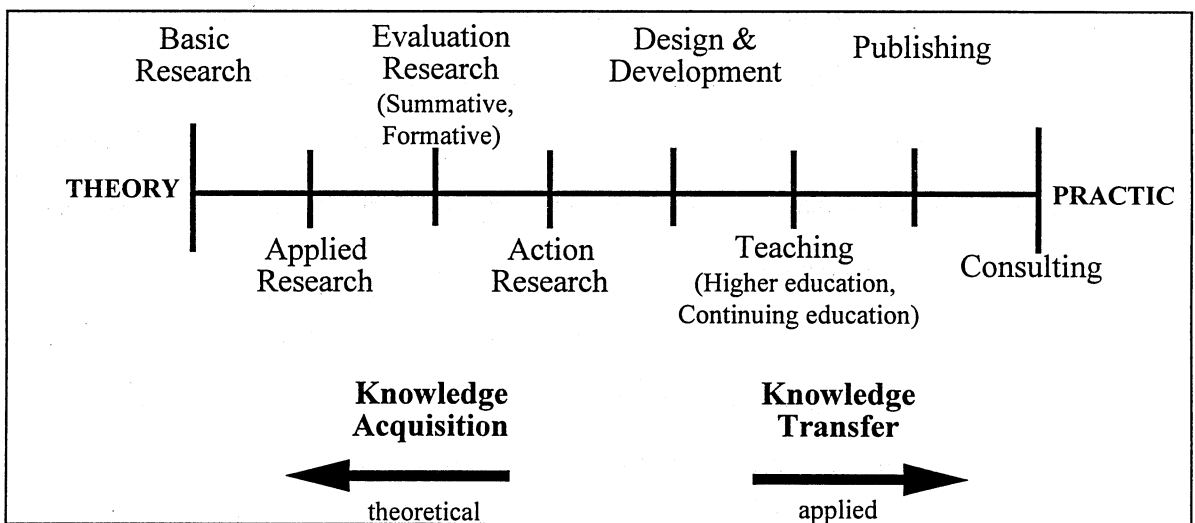 Basic
Research
Evaluation
Research
(Summative,
Formative)
Design &
Development
Publishing
THEORY
PRACTIC
Applied
Research
Action
Research
Teaching
(Higher education,
Continuing education)
Consulting
Knowledge
Acquisition
Knowledge
Transfer
theoretical
applied